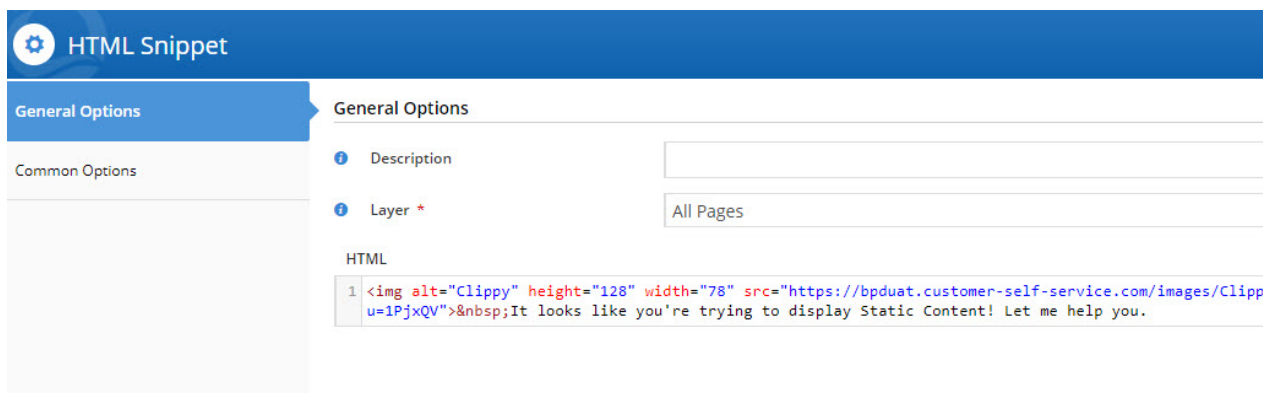 HTML Snippet
General Options
Common Options
General Options
Description
Layer *
All Pages
HTML
1 <img alt="Clippy" height="128" width="78" src="https://bpduat.customer-self-service.com/images/Clipp
u=1PjxQV">&nbsp;It looks like you're trying to display Static Content! Let me help you.